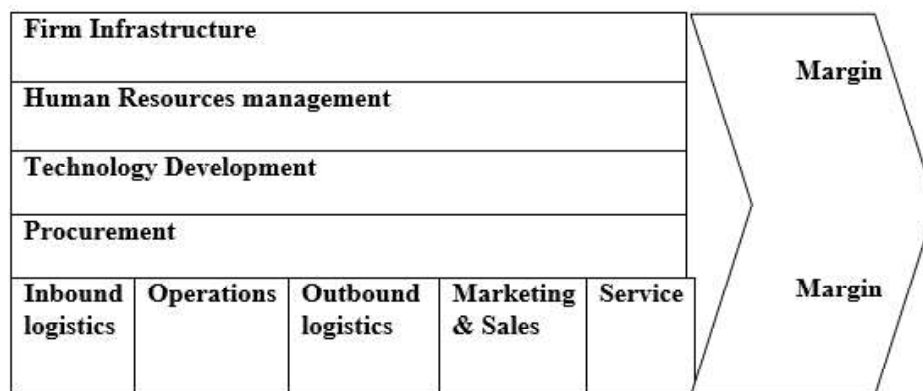 Firm Infrastructure
Margin
Human Resources management
Technology Development
Procurement
Inbound
logistics
Operations
Outbound
logistics
Marketing
& Sales
Service
Margin